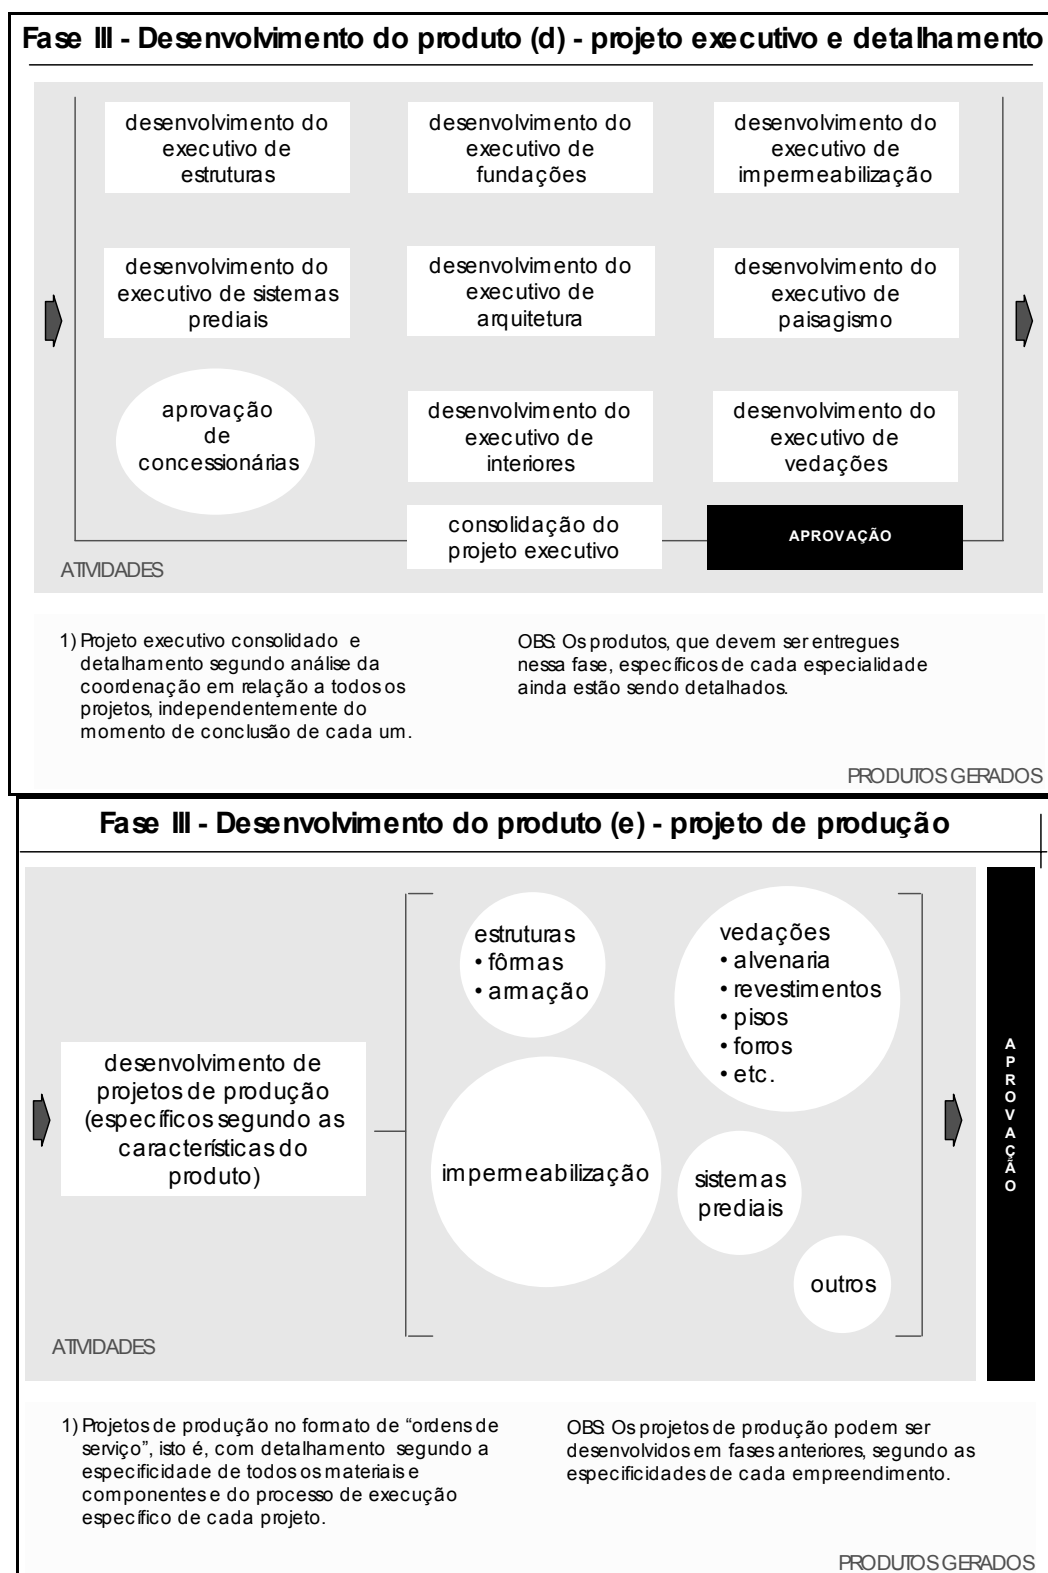 Fase III - Desenvolvimento do produto (d) - projeto executivo e detalhamento
desenvolvimento do
executivo de
estruturas
desenvolvimento do
executivo de
fundações
desenvolvimento do
executivo de
impermeabilização
desenvolvimento do
executivo de sistemas
prediais
desenvolvimento do
executivo de
arquitetura
desenvolvimento do
executivo de
paisagismo
aprovação
de
concessionárias
desenvolvimento do
executivo de
interiores
desenvolvimento do
executivo de
vedações
consolidação do
projeto executivo
APROVAÇÃO
ATIVIDADES
1) Projeto executivo consolidado e
detalhamento segundo análise da
coordenação em relação a todos os
projetos, independentemente do
momento de conclusão de cada um.
OBS: Os produtos, que devem ser entregues
nessa fase, específicos de cada especialidade
ainda estão sendo detalhados.
PRODUTOS GERADOS
Fase III - Desenvolvimento do produto (e) - projeto de produção
desenvolvimento de
projetos de produção
(específicos segundo as
características do
produto)
estruturas
• fôrmas
• armação
vedações
• alvenaria
• revestimentos
• pisos
• forros
• etc.
impermeabilização
sistemas
prediais
outros
APROVAÇÃO
ATIVIDADES
1) Projetos de produção no formato de “ordens de
serviço”, isto é, com detalhamento segundo a
especificidade de todos os materiais e
componentes e do processo de execução
específico de cada projeto.
OBS: Os projetos de produção podem ser
desenvolvidos em fases anteriores, segundo as
especificidades de cada empreendimento.
PRODUTOS GERADOS